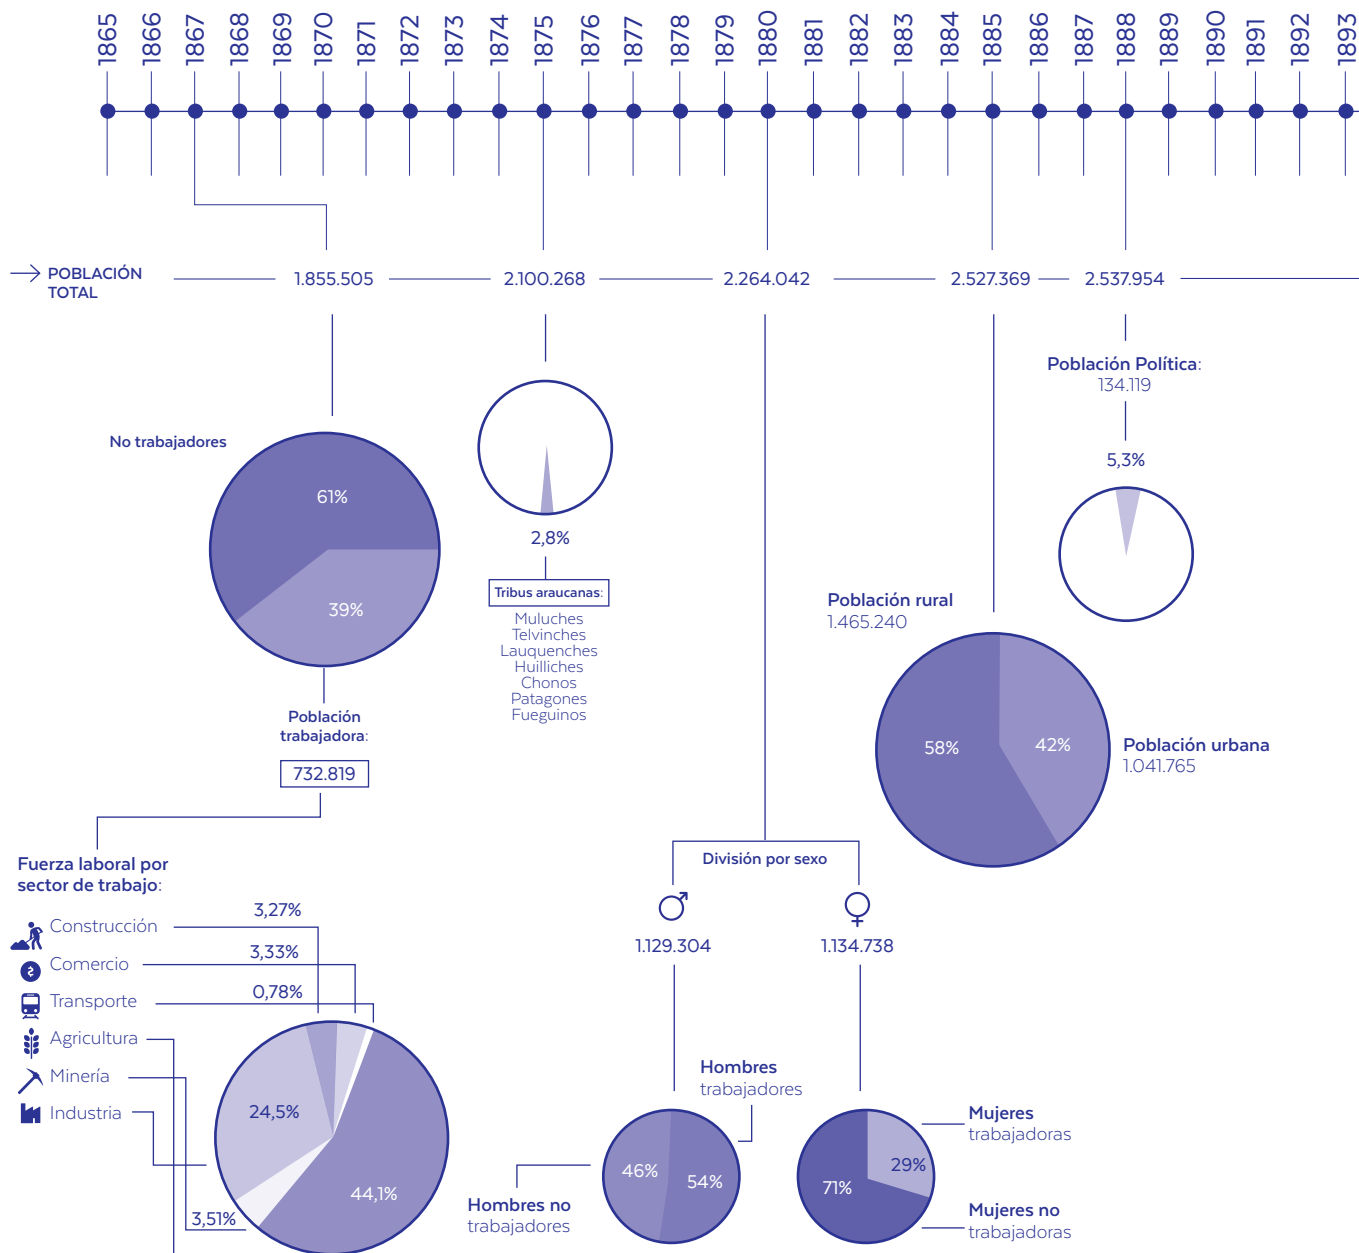 1865 1866 1867 1868 1869 1870 1871 1872 1873 1874 1875 1876 1877 1878 1879 1880 1881 1882 1883 1884 1885 1886 1887 1888 1889 1890 1891 1892 1893
POBLACIÓN
TOTAL
1.855.505 2.100.268 2.264.042 2.527.369 2.537.954
No trabajadores
61%
39%
Población
trabajadora:
732.819
2,8%
Tribus araucanas:
Muluches
Telvinches
Lauquenches
Huilliches
Chonos
Patagones
Fueguinos
Población Política:
134.119
5,3%
Población rural
1.465.240
58%
42%
Población urbana
1.041.765
Fuerza laboral por
sector de trabajo:
Construcción 3,27%
Comercio 3,33%
Transporte 0,78%
Agricultura
Minería
Industria
24,5%
44,1%
3,51%
División por sexo
1.129.304
1.134.738
Hombres
trabajadores
46%
54%
Hombres no
trabajadores
Mujeres
trabajadoras
29%
71%
Mujeres no
trabajadoras